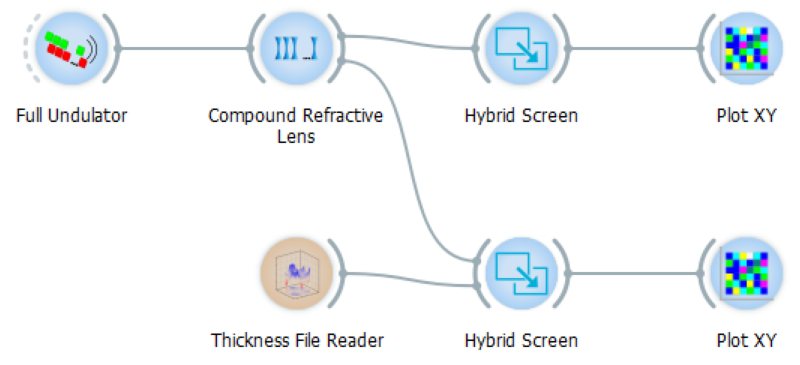 Full Undulator
Compound Refractive
Lens
Hybrid Screen
Plot XY
Thickness File Reader
Hybrid Screen
Plot XY